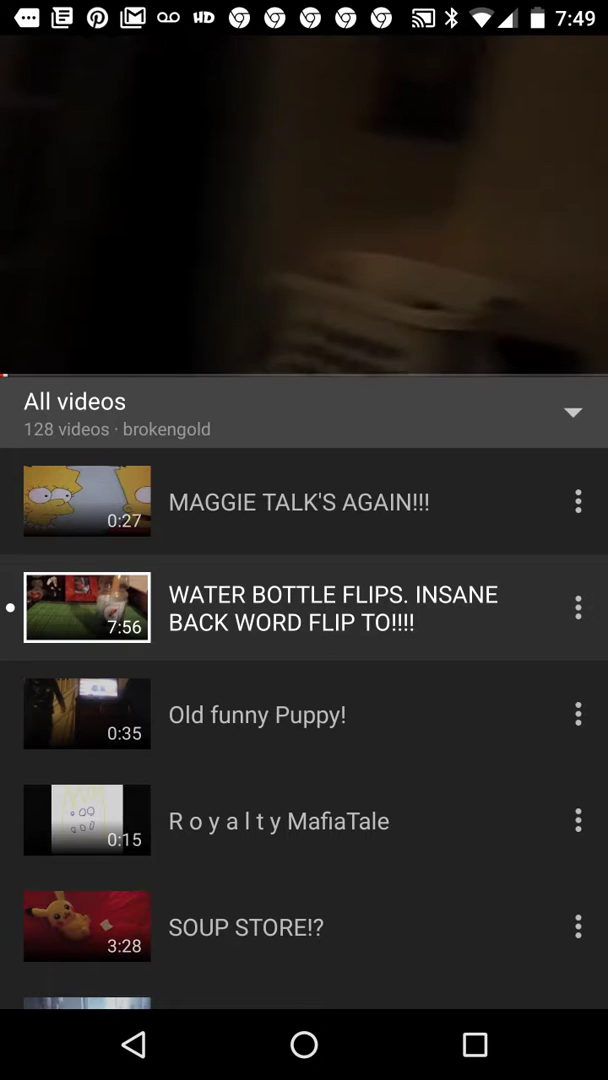 HD
7:49
All videos
128 videos · brokengold
0:27
MAGGIE TALK'S AGAIN!!!
7:56
WATER BOTTLE FLIPS. INSANE
BACK WORD FLIP TO!!!!
0:35
Old funny Puppy!
0:15
R o y a l t y MafiaTale
3:28
SOUP STORE!?